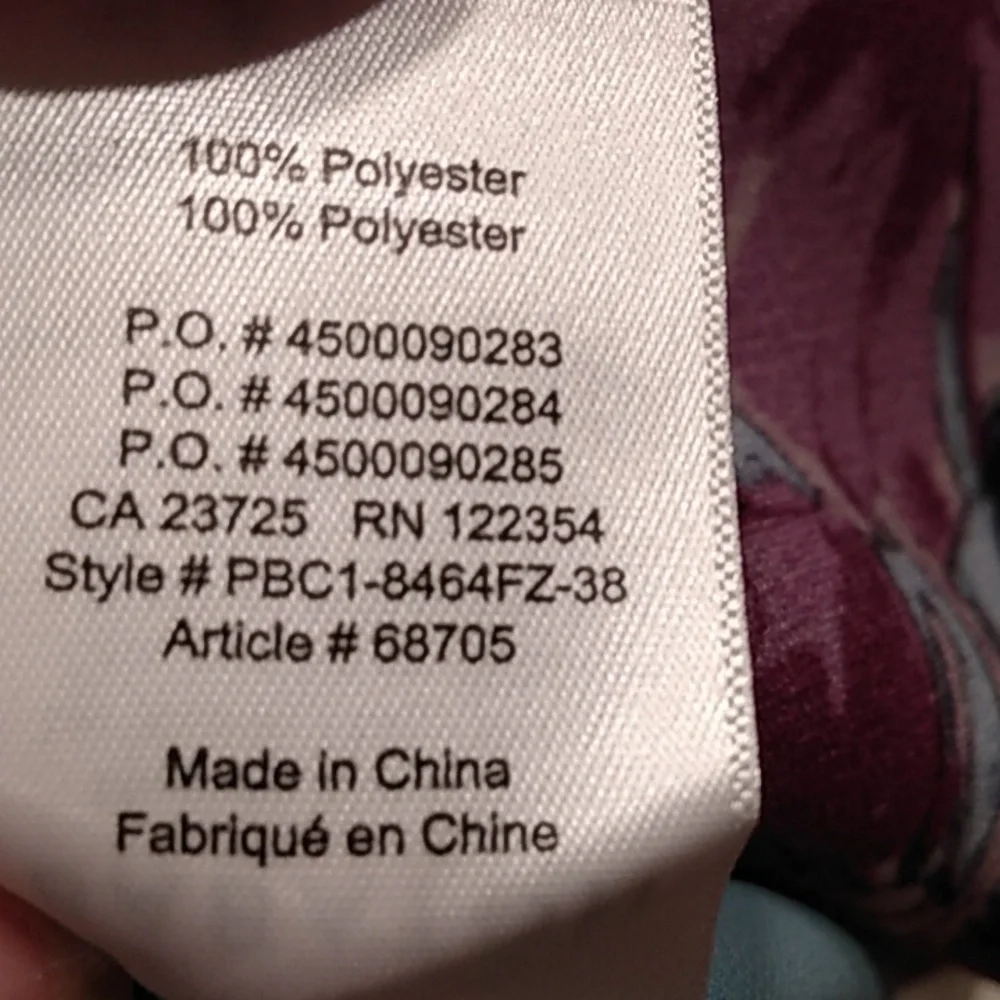 100% Polyester
100% Polyester
P.O. # 4500090283
P.O. # 4500090284
P.O. # 4500090285
CA 23725 RN 122354
Style # PBC1-8464FZ-38
Article # 68705
Made in China
Fabriqué en Chine